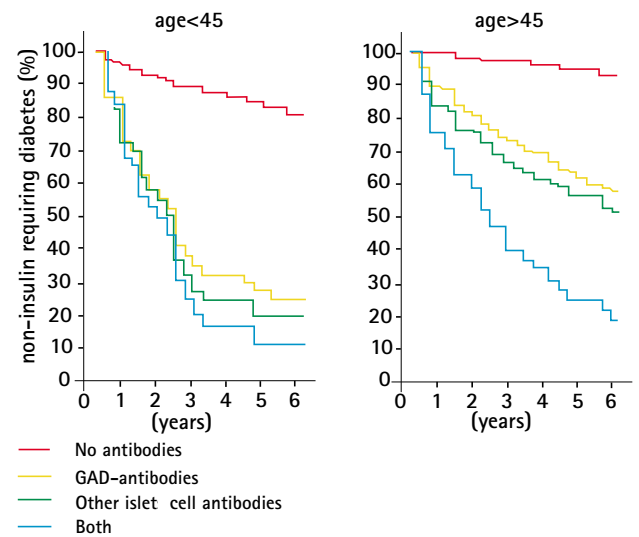 age<45
age>45
non-insulin requiring diabetes (%)
100
90
80
70
60
50
40
30
20
10
0
0 1 2 3 4 5 6
(years)
100
90
80
70
60
50
40
30
20
10
0
0 1 2 3 4 5 6
(years)
No antibodies
GAD-antibodies
Other islet cell antibodies
Both